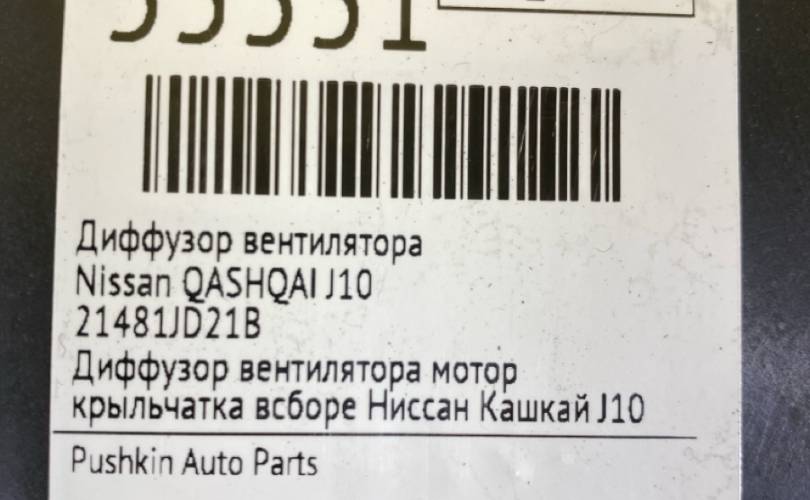 Диффузор вентилятора
Nissan QASHQAI J10
21481JD21B
Диффузор вентилятора мотор
крыльчатка всборе Ниссан Кашкай J10
Pushkin Auto Parts